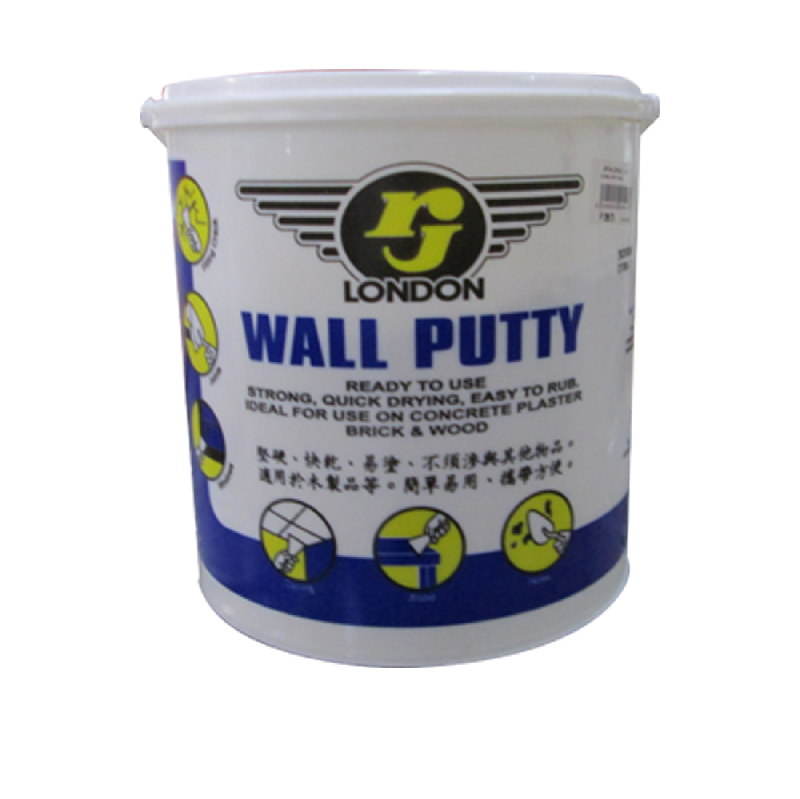 rj
LONDON
WALL PUTTY
READY TO USE
STRONG, QUICK DRYING, EASY TO RUB.
IDEAL FOR USE ON CONCRETE PLASTER
BRICK & WOOD
堅硬、快乾、易塗、不須滲與其他物品。
適用於木製品等。簡單易用、攜帶方便。